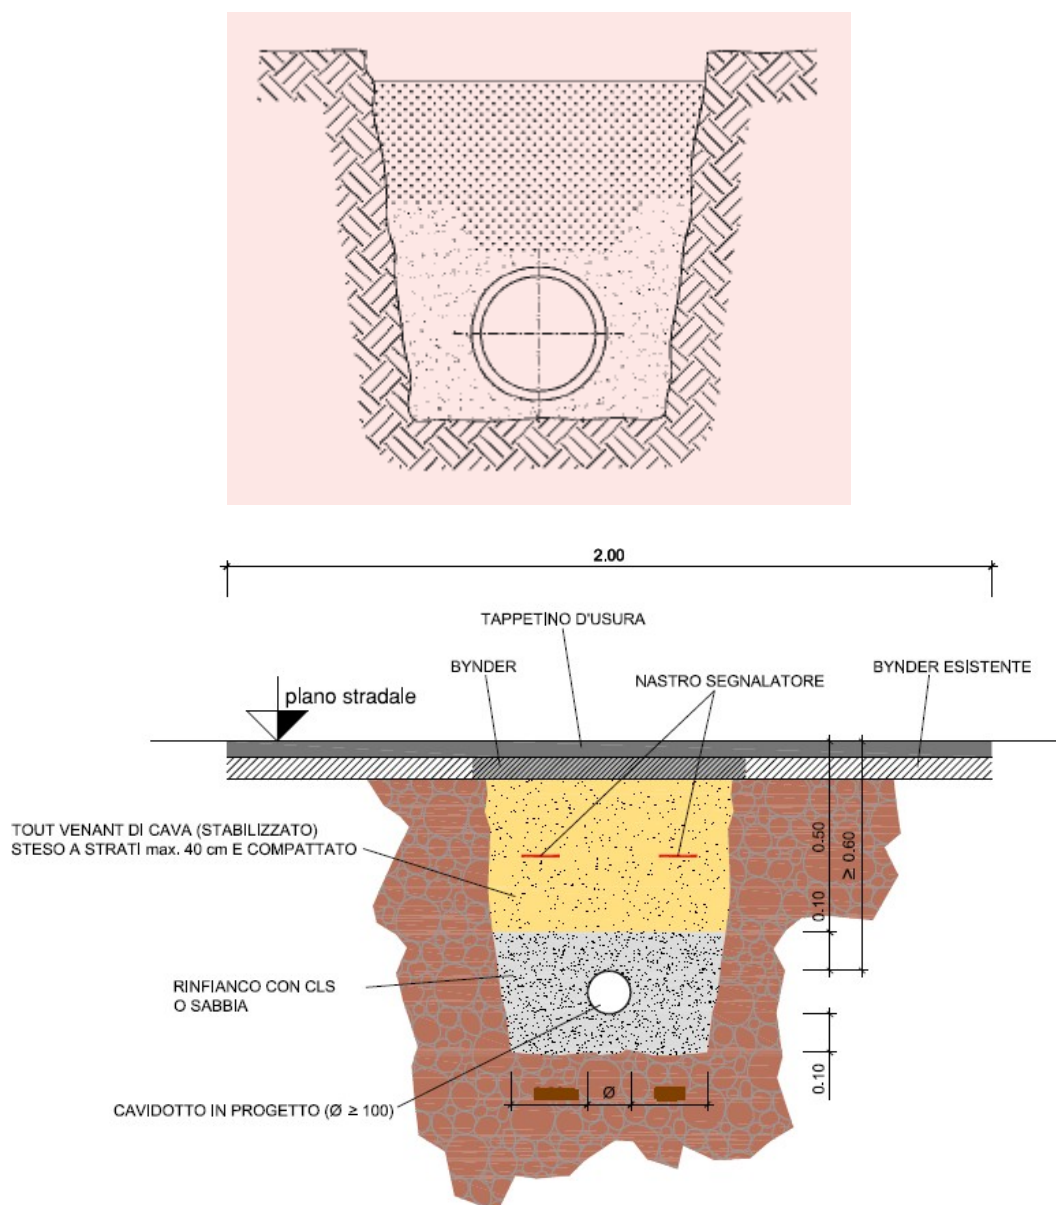 2.00
TAPPETINO D'USURA
BYNDER
NASTRO SEGNALATORE
BYNDER ESISTENTE
plano stradale
TOUT VENANT DI CAVA (STABILIZZATO)
STESO A STRATI max. 40 cm E COMPATTATO
0.50
≥ 0.60
0.10
RINFIANCO CON CLS
O SABBIA
0.10
CAVIDOTTO IN PROGETTO (Ø ≥ 100)
Ø